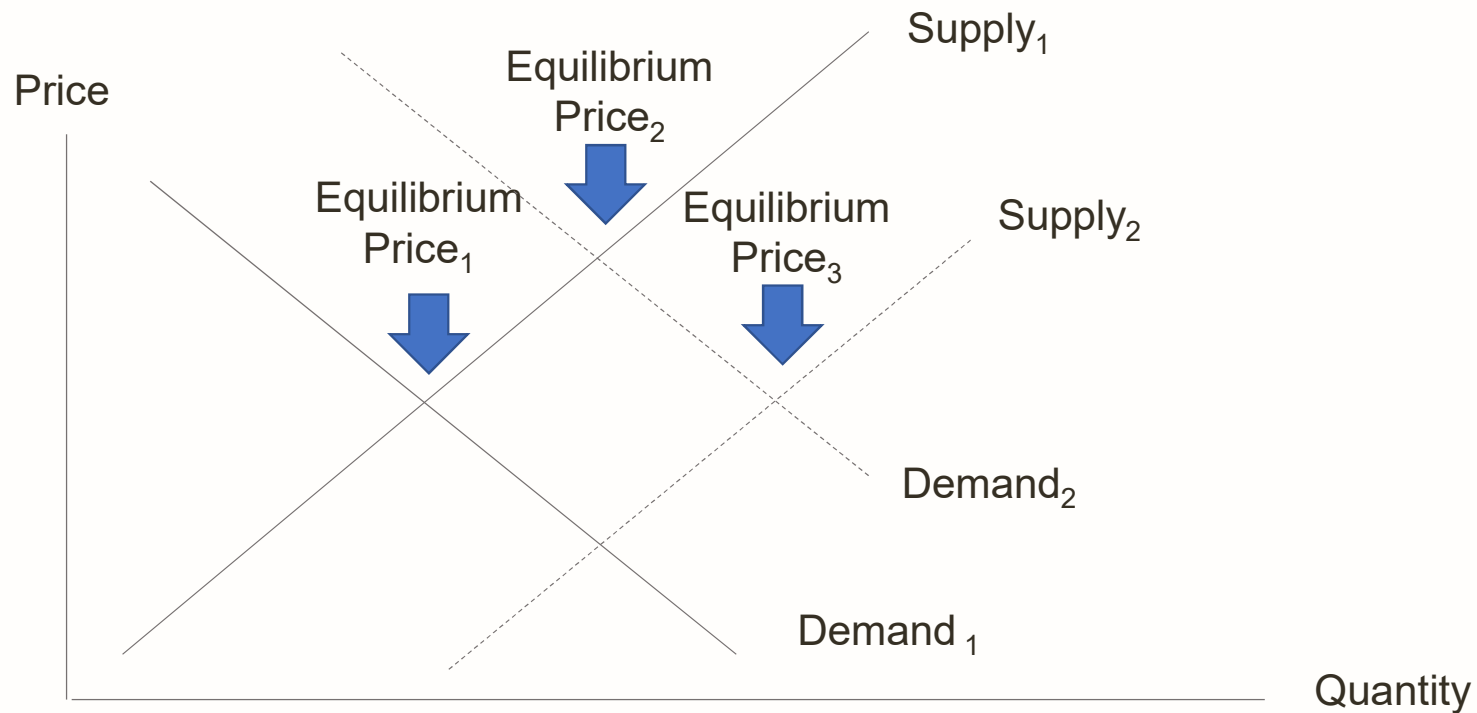 Supply₁
Equilibrium
Price₂
Price
Equilibrium
Price₁
Equilibrium
Price₃
Supply₂
Demand₂
Demand ₁
Quantity